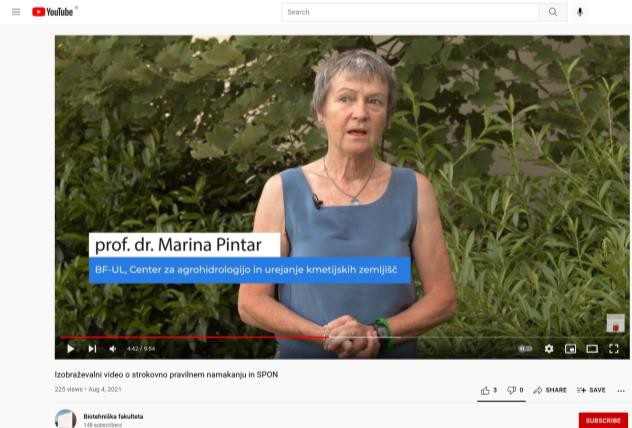 YouTube
Search
prof. dr. Marina Pintar
BF-UL, Center za agrohidrologijo in urejanje kmetijskih zemljišč
4:42 / 9:54
Izobraževalni video o strokovno pravilnem namakanju in SPON
225 views • Aug 4, 2021
3
0
SHARE
SAVE
Biotehniška fakulteta
148 subscribers
SUBSCRIBE